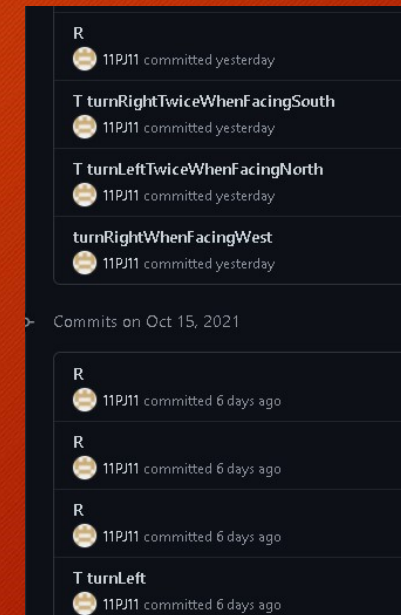 R
11PJ11 committed yesterday
T turnRightTwiceWhenFacingSouth
11PJ11 committed yesterday
T turnLeftTwiceWhenFacingNorth
11PJ11 committed yesterday
turnRightWhenFacingWest
11PJ11 committed yesterday
Commits on Oct 15, 2021
R
11PJ11 committed 6 days ago
R
11PJ11 committed 6 days ago
R
11PJ11 committed 6 days ago
T turnLeft
11PJ11 committed 6 days ago